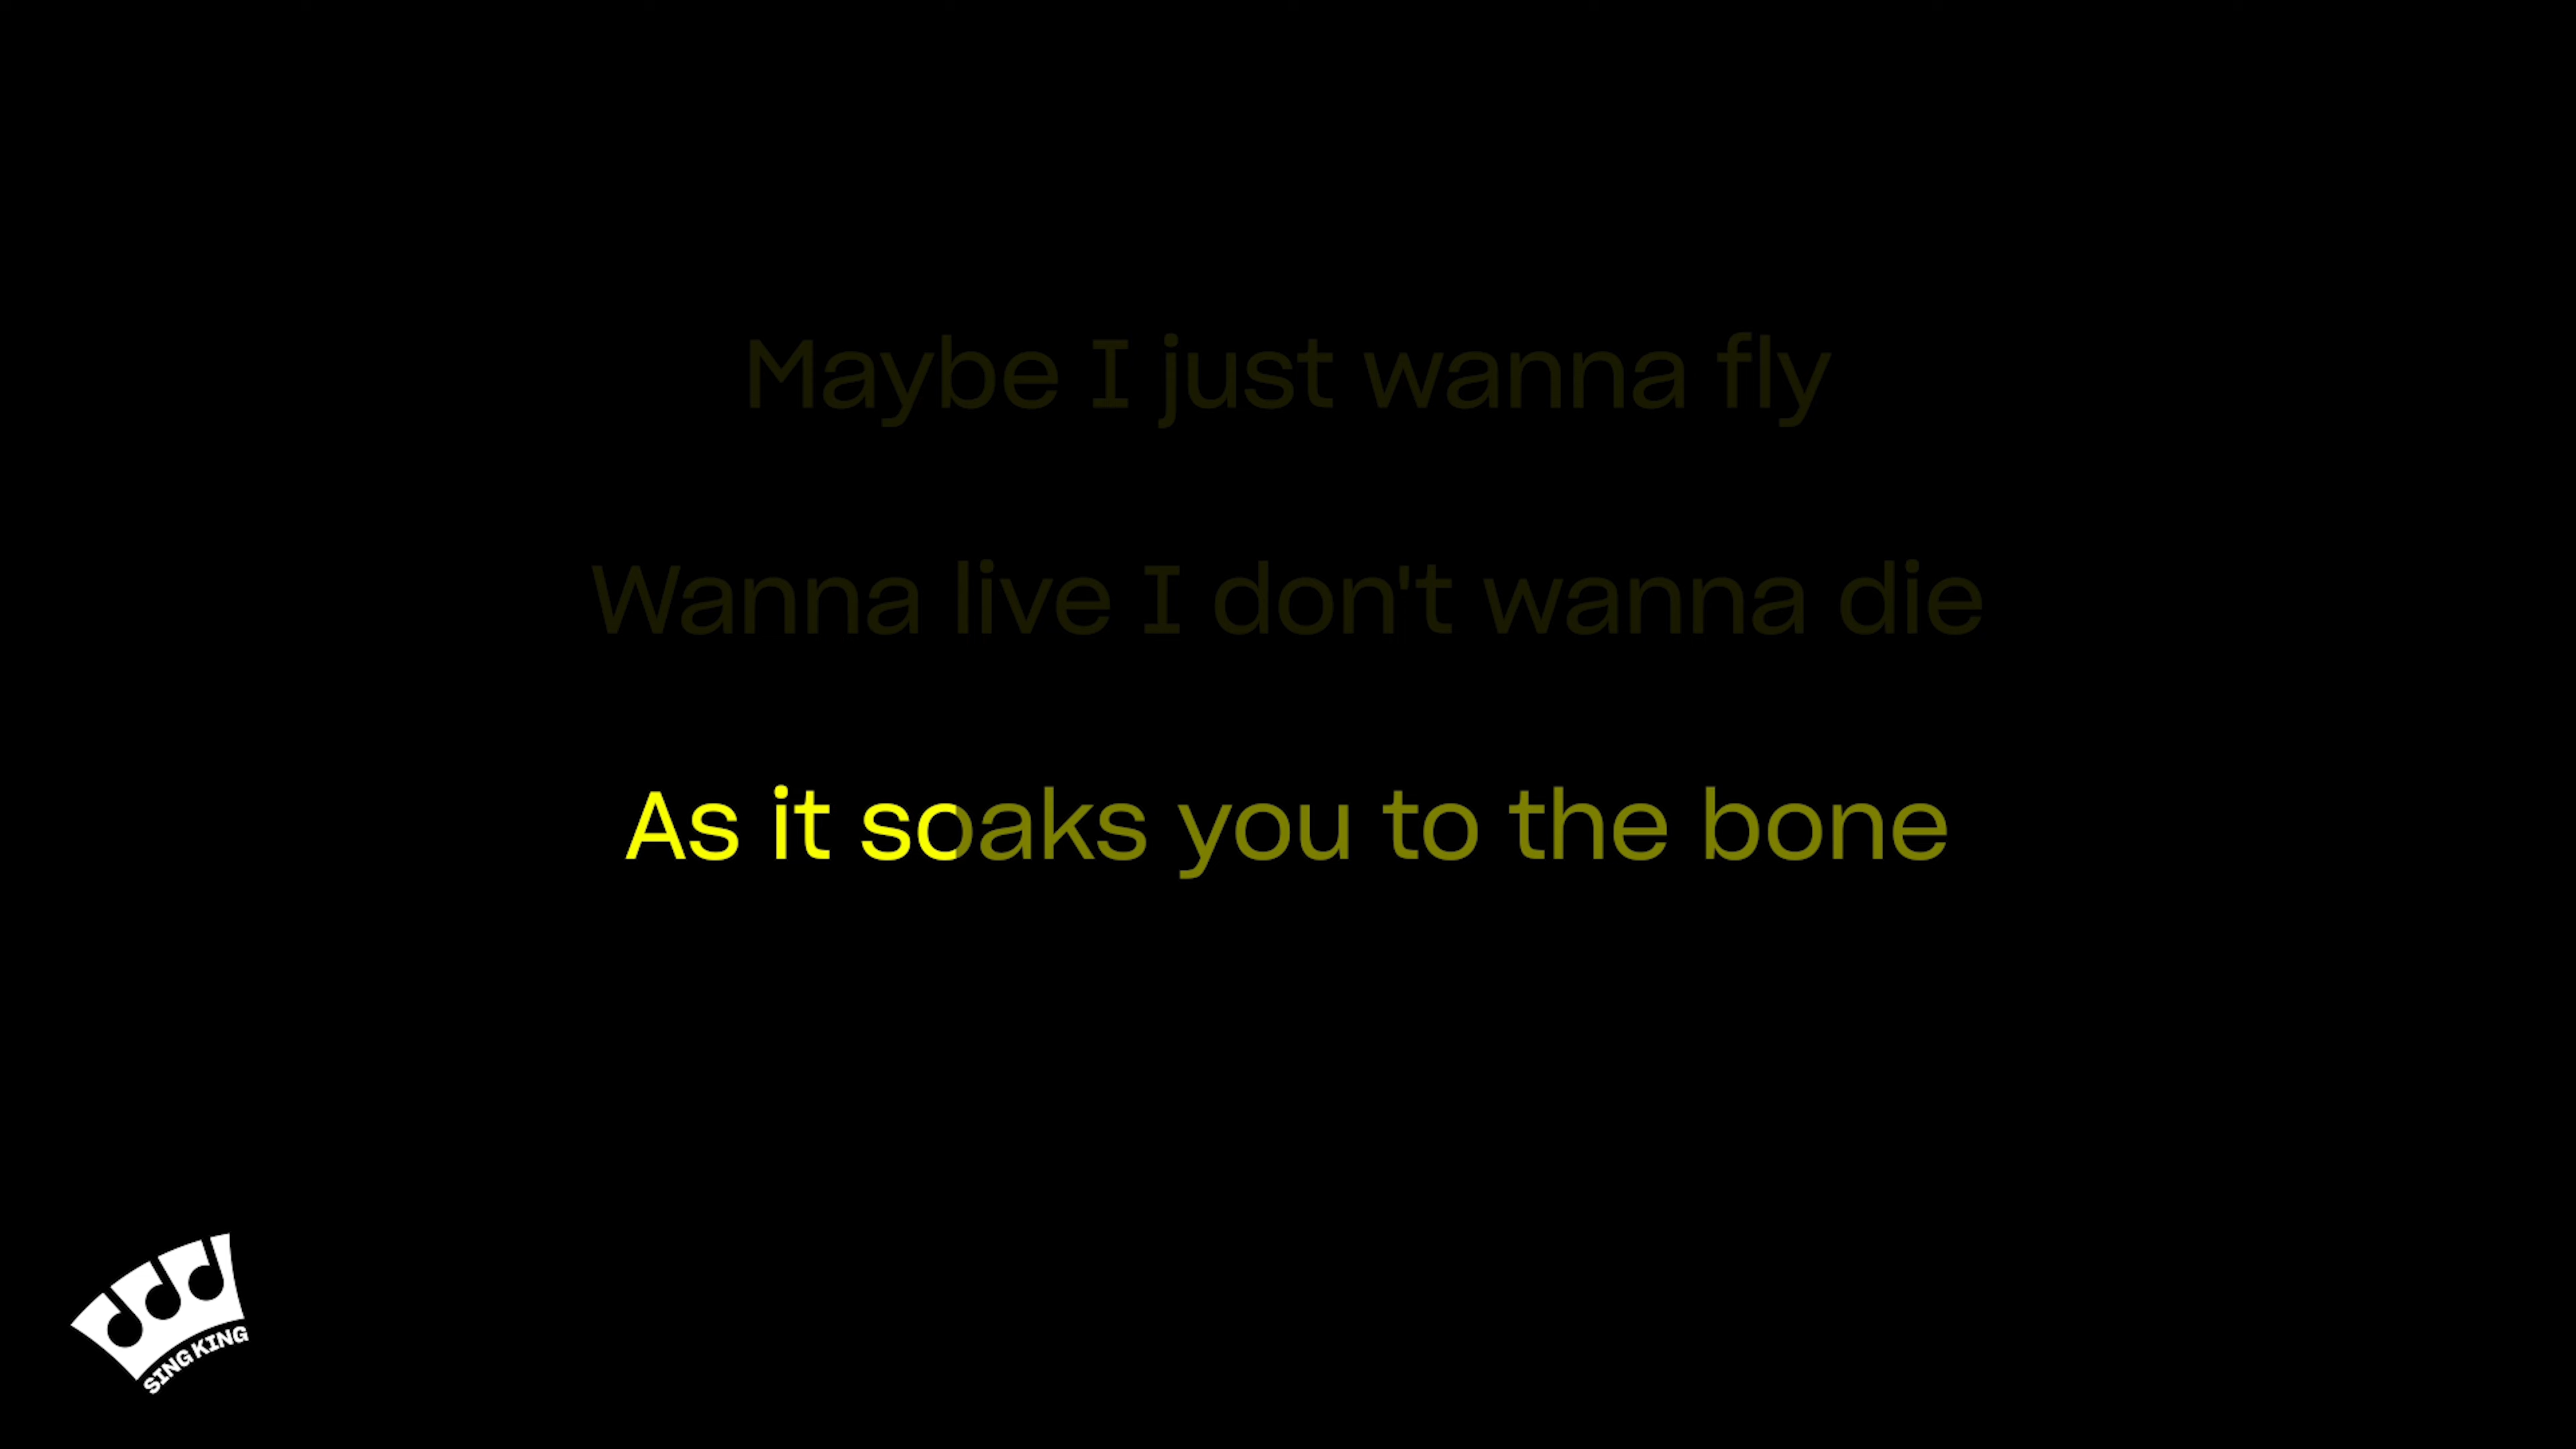 Maybe I just wanna fly
Wanna live I don't wanna die
As it soaks you to the bone
SING KING